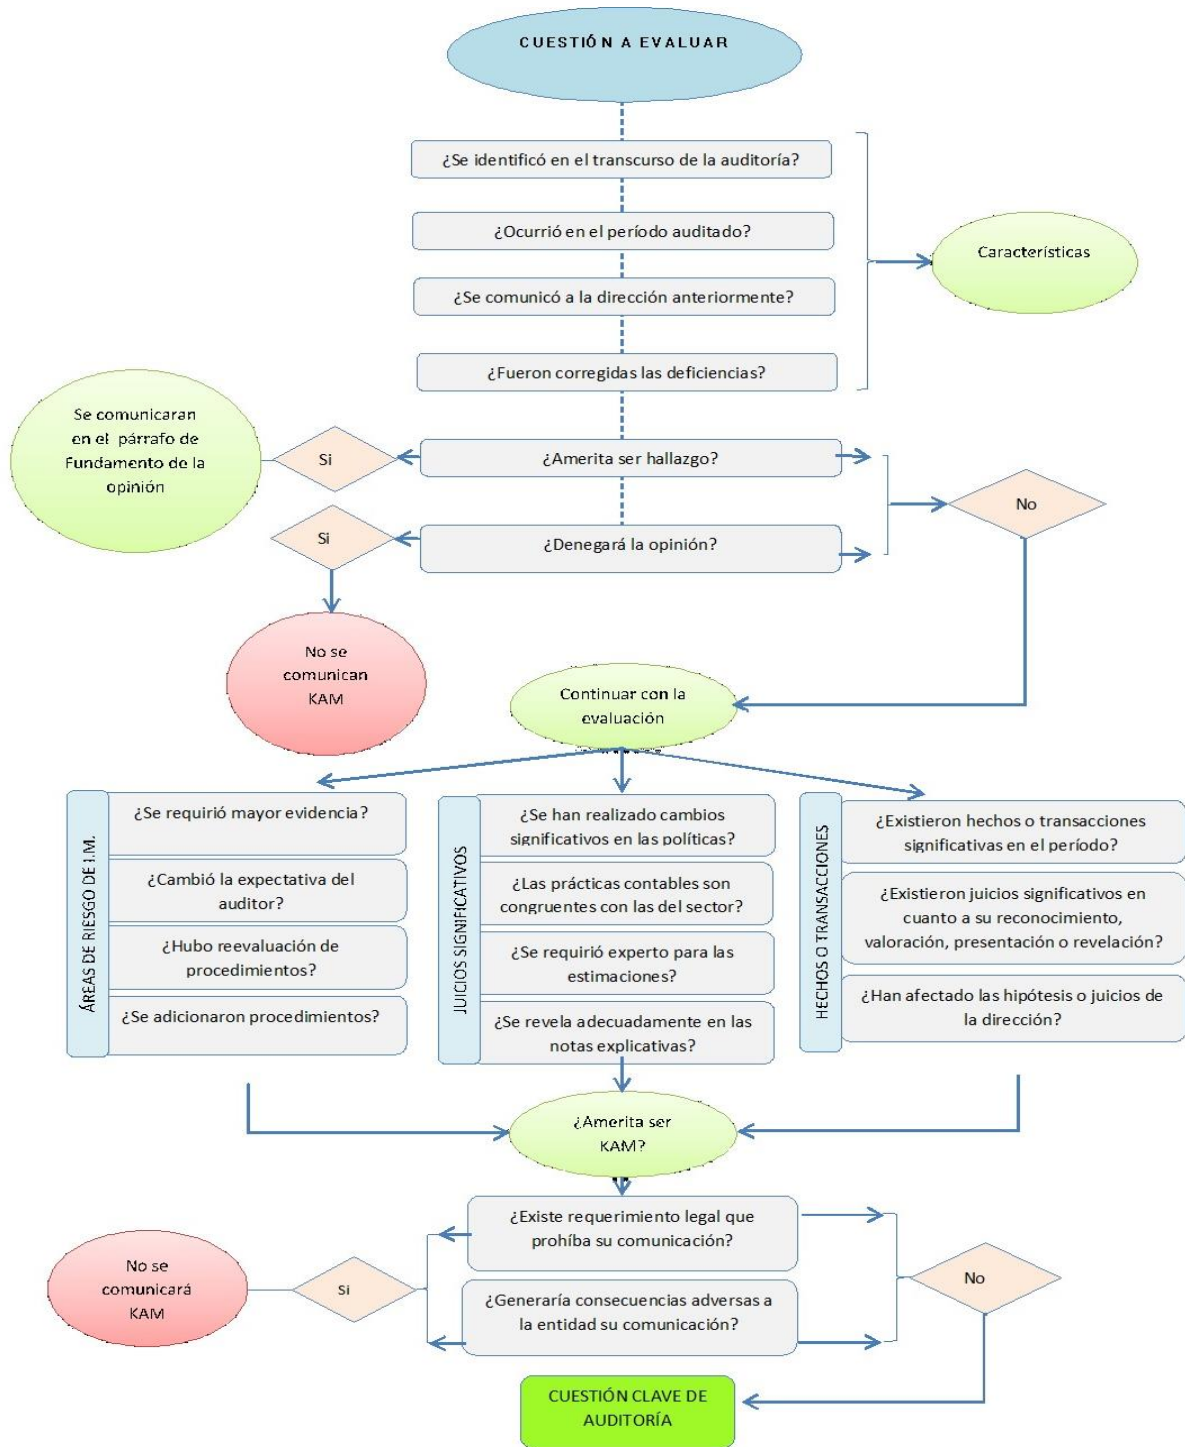 CUESTIÓN A EVALUAR
¿Se identificó en el transcurso de la auditoría?
¿Ocurrió en el período auditado?
¿Se comunicó a la dirección anteriormente?
¿Fueron corregidas las deficiencias?
Características
Se comunicaran
en el párrafo de
Fundamento de la
opinión
Si
¿Amerita ser hallazgo?
No
Si
¿Denegará la opinión?
No se
comunican
KAM
Continuar con la
evaluación
ÁREAS DE RIESGO DE I.M.
¿Se requirió mayor evidencia?
¿Cambió la expectativa del
auditor?
¿Hubo reevaluación de
procedimientos?
¿Se adicionaron procedimientos?
JUICIOS SIGNIFICATIVOS
¿Se han realizado cambios
significativos en las políticas?
¿Las prácticas contables son
congruentes con las del sector?
¿Se requirió experto para las
estimaciones?
¿Se revela adecuadamente en las
notas explicativas?
HECHOS O TRANSACCIONES
¿Existieron hechos o transacciones
significativas en el período?
¿Existieron juicios significativos en
cuanto a su reconocimiento,
valoración, presentación o revelación?
¿Han afectado las hipótesis o juicios de
la dirección?
¿Amerita ser
KAM?
¿Existe requerimiento legal que
prohíba su comunicación?
¿Generaría consecuencias adversas a
la entidad su comunicación?
Si
No se
comunicará
KAM
No
CUESTIÓN CLAVE DE
AUDITORÍA